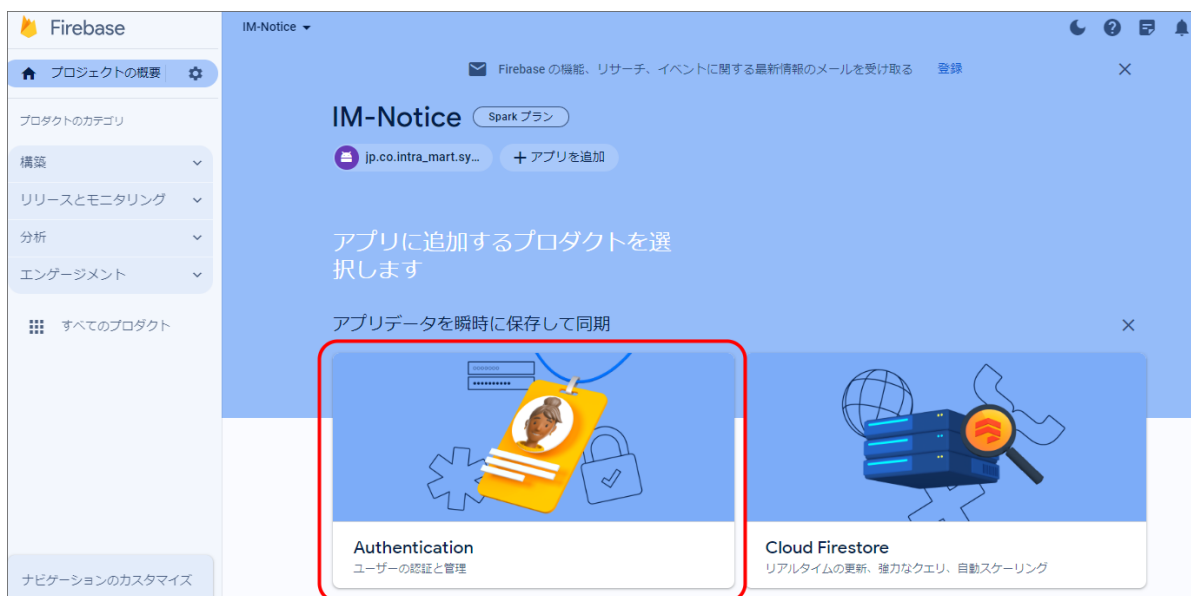 Firebase
IM-Notice
プロジェクトの概要
Firebase の機能、リサーチ、イベントに関する最新情報のメールを受け取る 登録
プロダクトのカテゴリ
IM-Notice Spark プラン
構築
jp.co.intra_mart.sy... アプリを追加
リリースとモニタリング
分析
アプリに追加するプロダクトを選
択します
エンゲージメント
すべてのプロダクト
アプリデータを瞬時に保存して同期
Authentication
ユーザーの認証と管理
Cloud Firestore
リアルタイムの更新、強力なクエリ、自動スケーリング
ナビゲーションのカスタマイズ